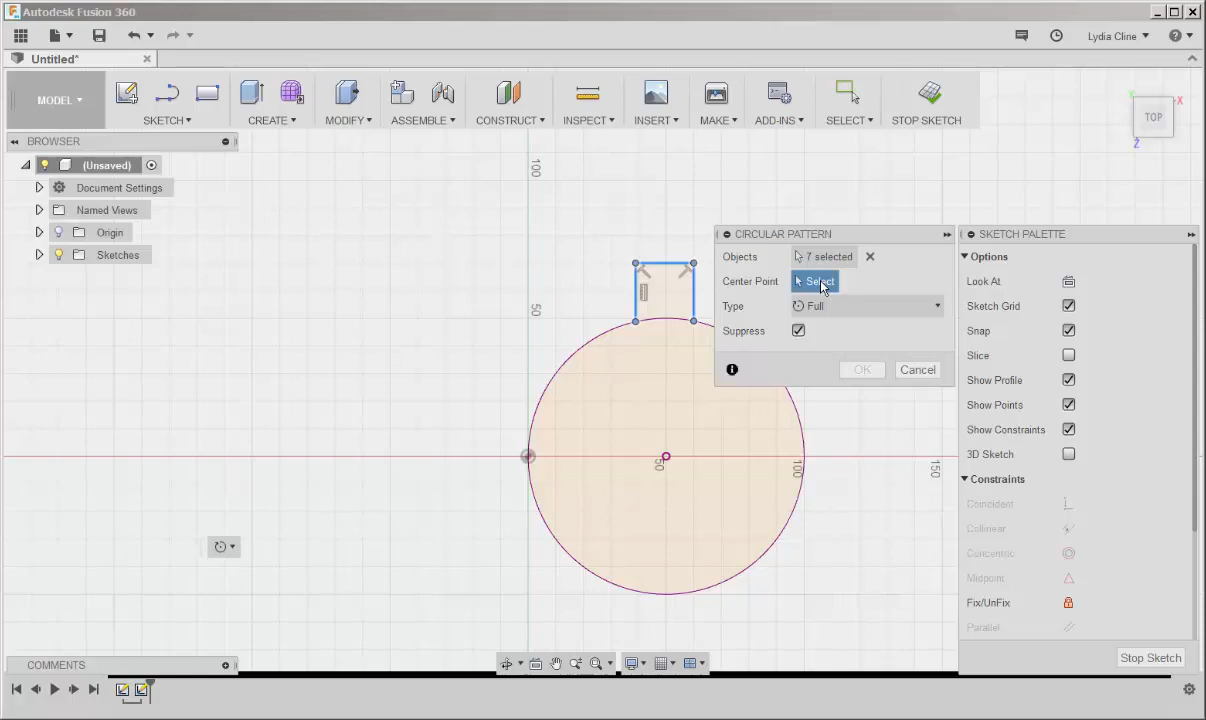 Autodesk Fusion 360
Lydia Cline
Untitled*
MODEL
SKETCH
CREATE
MODIFY
ASSEMBLE
CONSTRUCT
INSPECT
INSERT
MAKE
ADD-INS
SELECT
STOP SKETCH
TOP
X
Y
Z
BROWSER
(Unsaved)
Document Settings
Named Views
Origin
Sketches
100
50
50
100
150
CIRCULAR PATTERN
Objects 7 selected
Center Point Select
Type Full
Suppress
OK Cancel
SKETCH PALETTE
Options
Look At
Sketch Grid
Snap
Slice
Show Profile
Show Points
Show Constraints
3D Sketch
Constraints
Coincident
Collinear
Concentric
Midpoint
Fix/UnFix
Parallel
Stop Sketch
COMMENTS